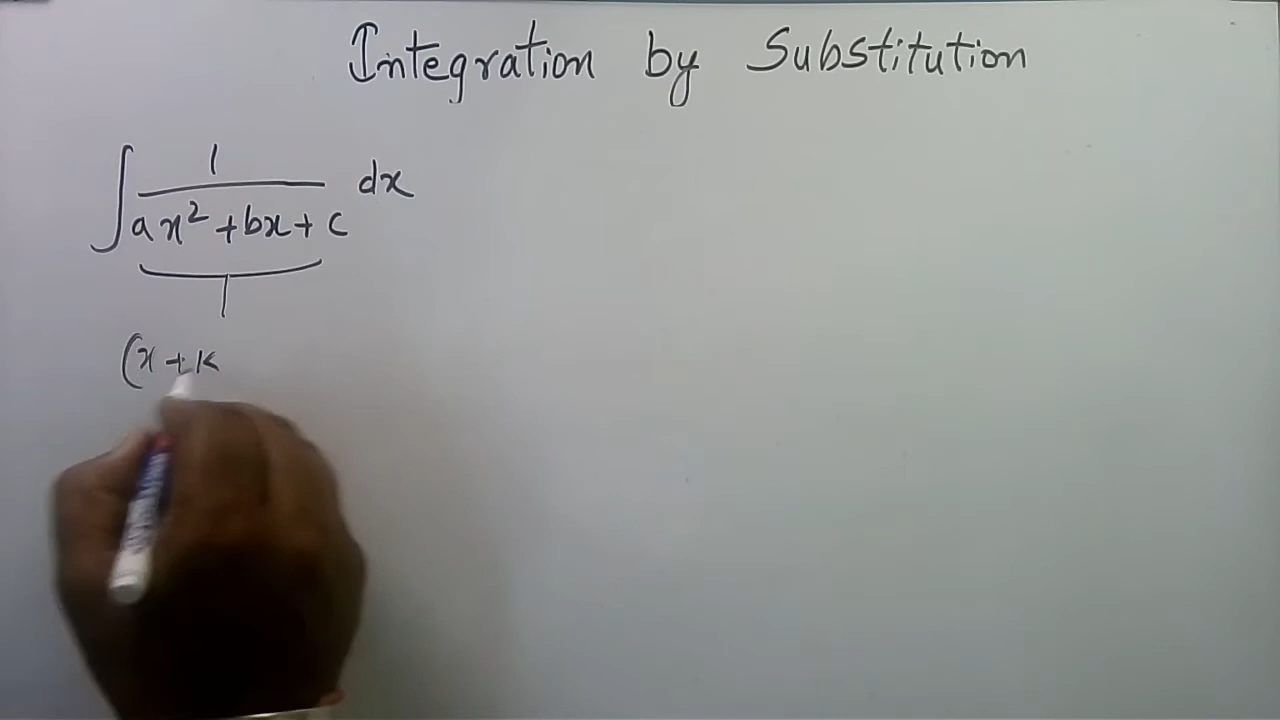 Integration by Substitution
∫ 1/(ax² + bx + c) dx
(x + k